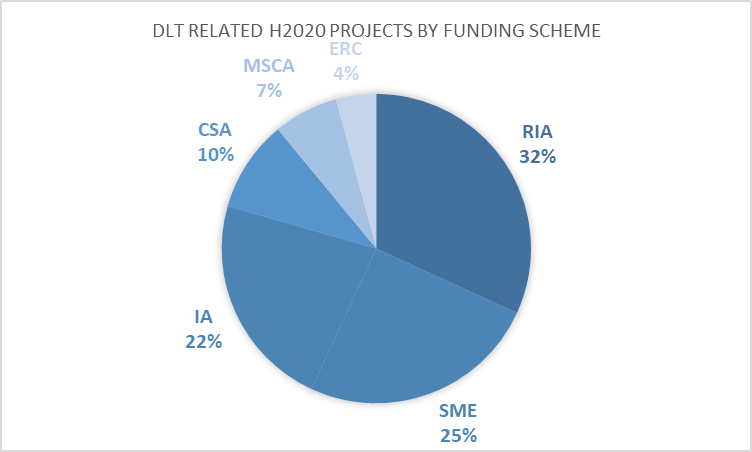 DLT RELATED H2020 PROJECTS BY FUNDING SCHEME
ERC
4%
MSCA
7%
CSA
10%
RIA
32%
IA
22%
SME
25%